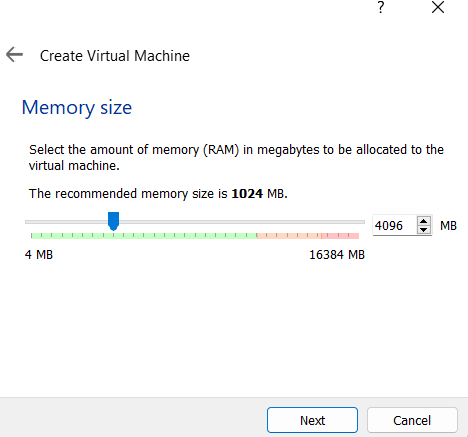 ?
Create Virtual Machine
Memory size
Select the amount of memory (RAM) in megabytes to be allocated to the
virtual machine.
The recommended memory size is 1024 MB.
4096 MB
4 MB 16384 MB
Next Cancel